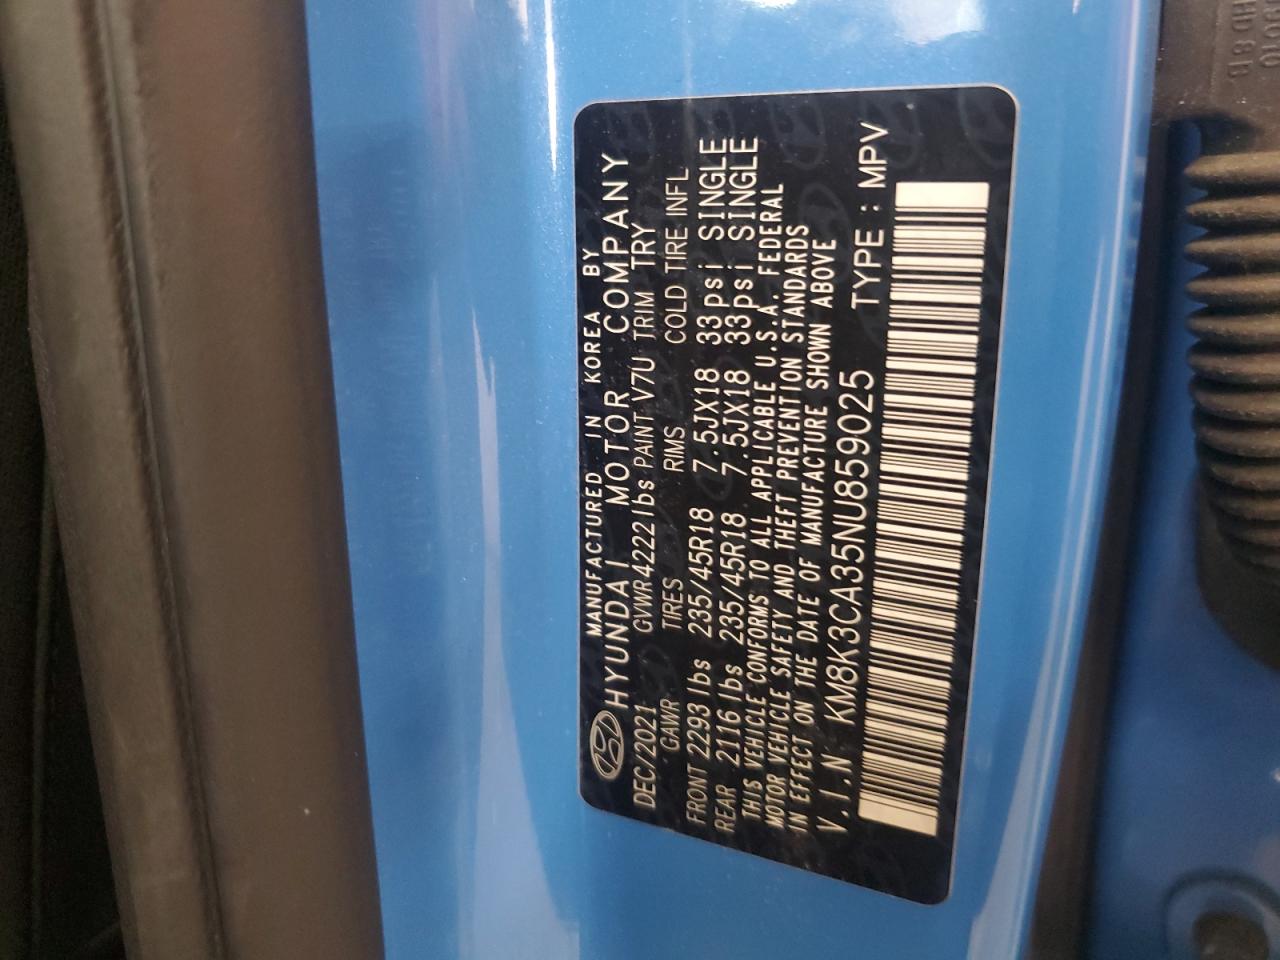 MANUFACTURED IN KOREA BY
HYUNDAI MOTOR COMPANY
DEC/2021 GVWR 4222 lbs PAINT V7U TRIM TRY
GAWR TIRES RIMS COLD TIRE INFL
FRONT 2293 lbs 235/45R18 7.5JX18 33psi SINGLE
REAR 2116 lbs 235/45R18 7.5JX18 33psi SINGLE
THIS VEHICLE CONFORMS TO ALL APPLICABLE U.S.A. FEDERAL
MOTOR VEHICLE SAFETY AND THEFT PREVENTION STANDARDS
IN EFFECT ON THE DATE OF MANUFACTURE SHOWN ABOVE
V.I.N KM8K3CA35NU859025 TYPE : MPV